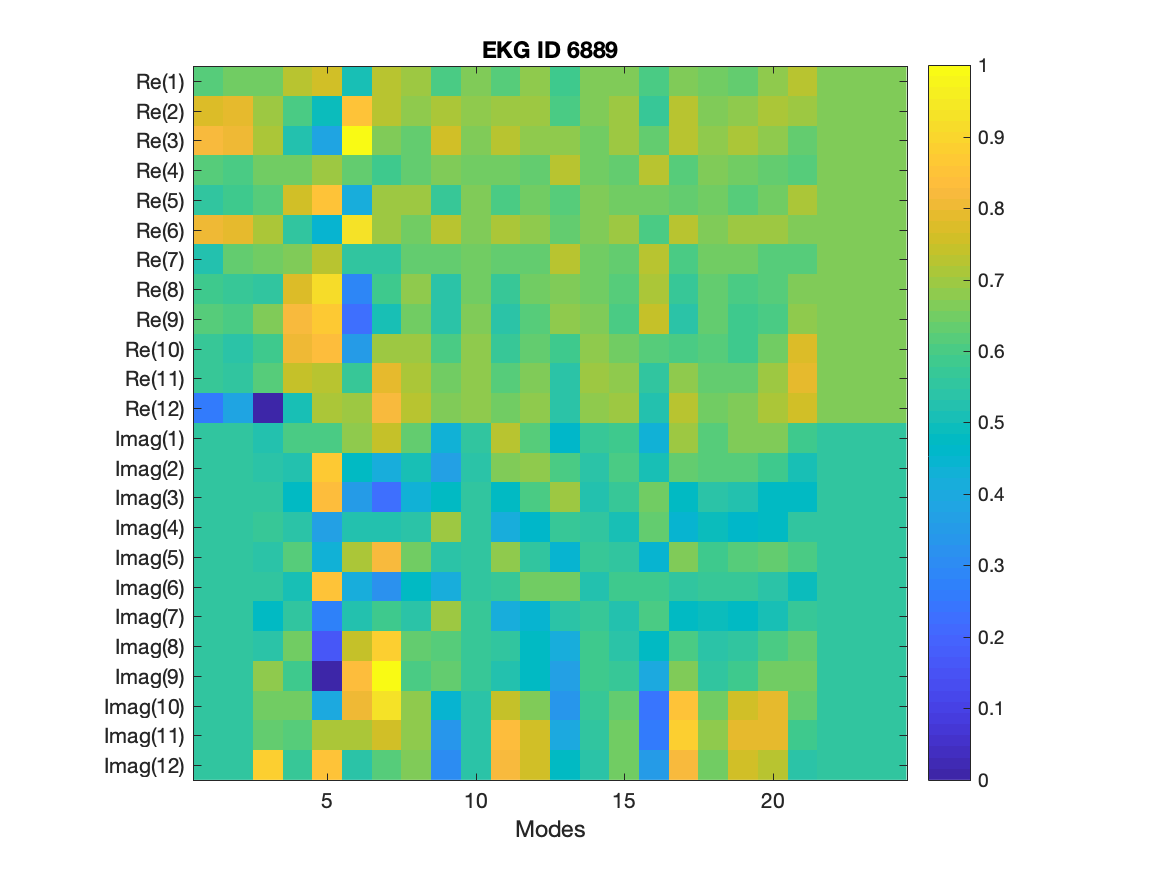 EKG ID 6889
Re(1)
Re(2)
Re(3)
Re(4)
Re(5)
Re(6)
Re(7)
Re(8)
Re(9)
Re(10)
Re(11)
Re(12)
Imag(1)
Imag(2)
Imag(3)
Imag(4)
Imag(5)
Imag(6)
Imag(7)
Imag(8)
Imag(9)
Imag(10)
Imag(11)
Imag(12)
5 10 15 20
Modes
1
0.9
0.8
0.7
0.6
0.5
0.4
0.3
0.2
0.1
0